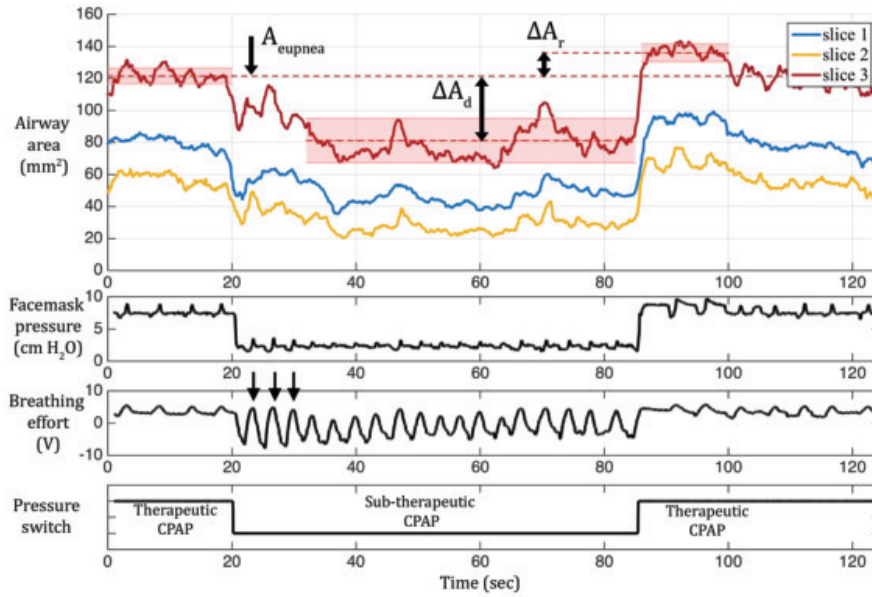 160
140
120
100
80
60
40
20
0
Airway
area
(mm²)
A_eupnea
ΔA_d
ΔA_r
slice 1
slice 2
slice 3
0 20 40 60 80 100 120
Facemask
pressure
(cm H₂O)
10
5
0
0 20 40 60 80 100 120
Breathing
effort
(V)
10
0
-10
0 20 40 60 80 100 120
Pressure
switch
Therapeutic
CPAP
Sub-therapeutic
CPAP
Therapeutic
CPAP
0 20 40 60 80 100 120
Time (sec)